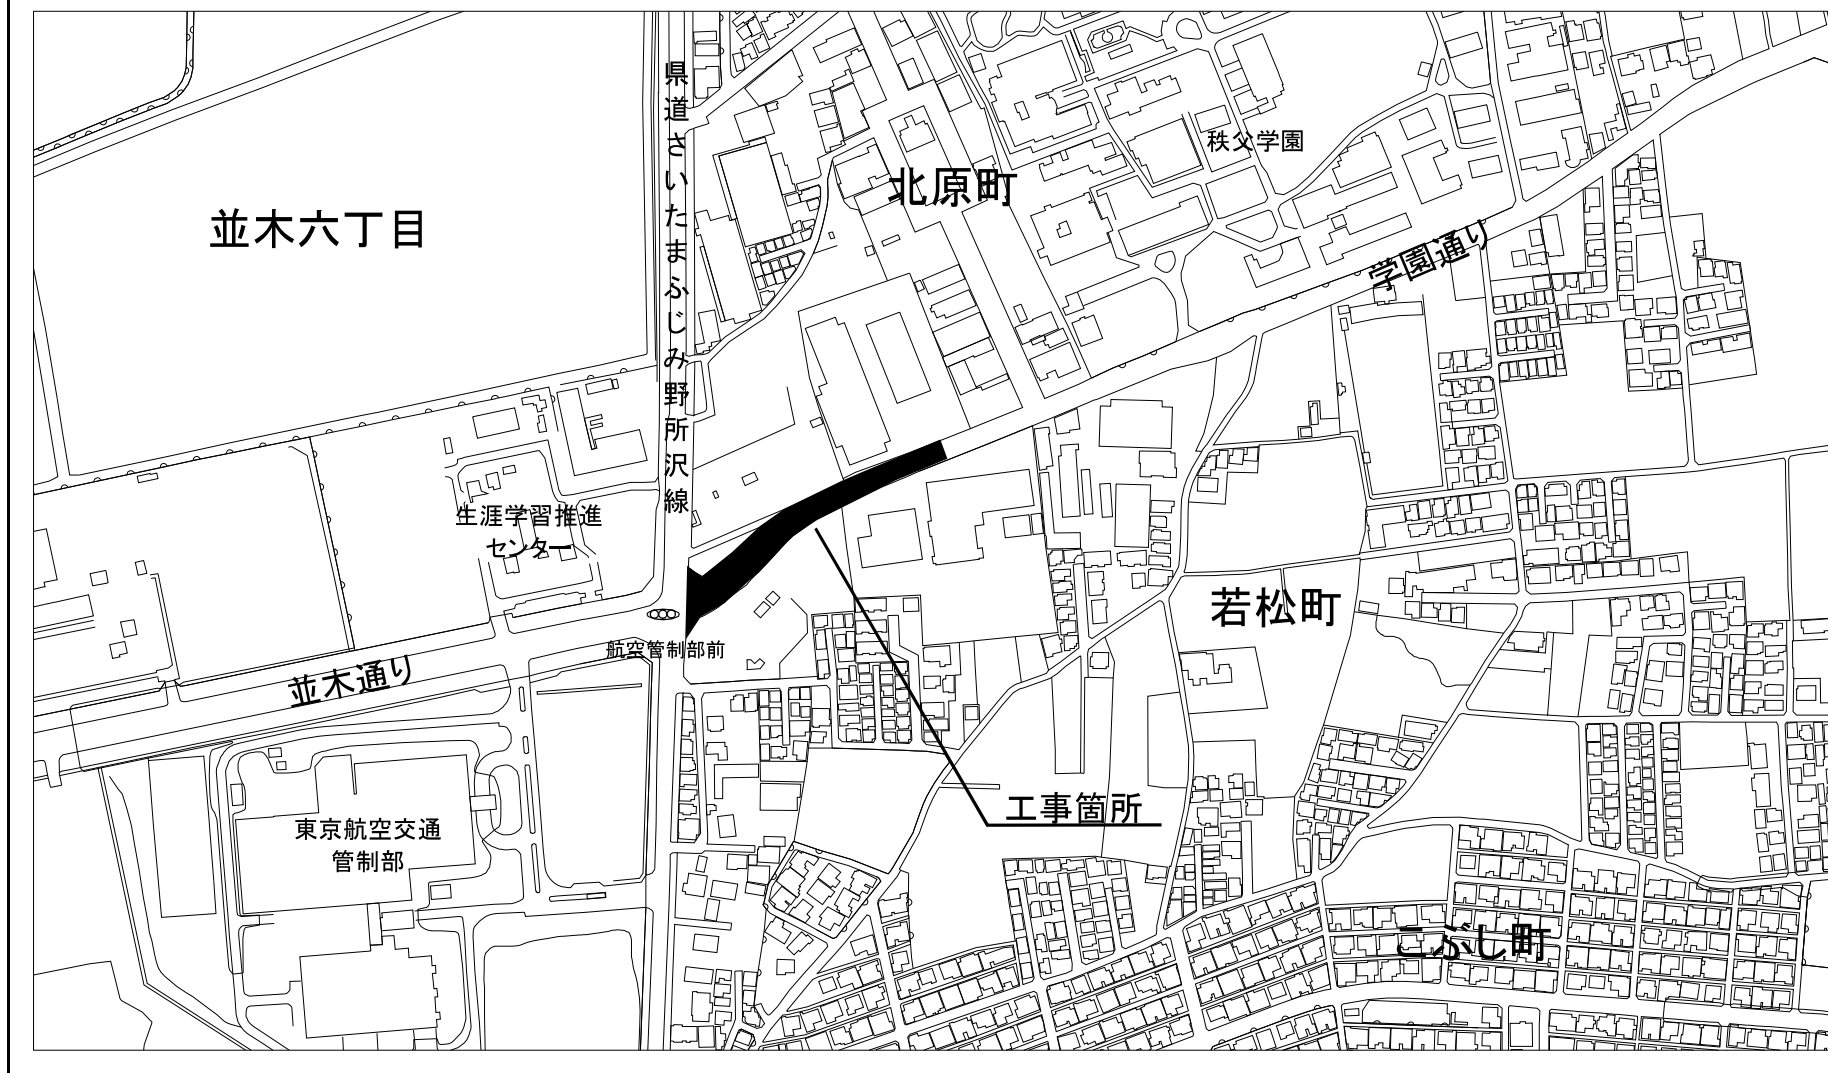 県道さいたまふじみ野所沢線
秩父学園
北原町
並木六丁目
学園通り
生涯学習推進
センター
若松町
航空管制部前
並木通り
工事箇所
東京航空交通
管制部
こぶし町